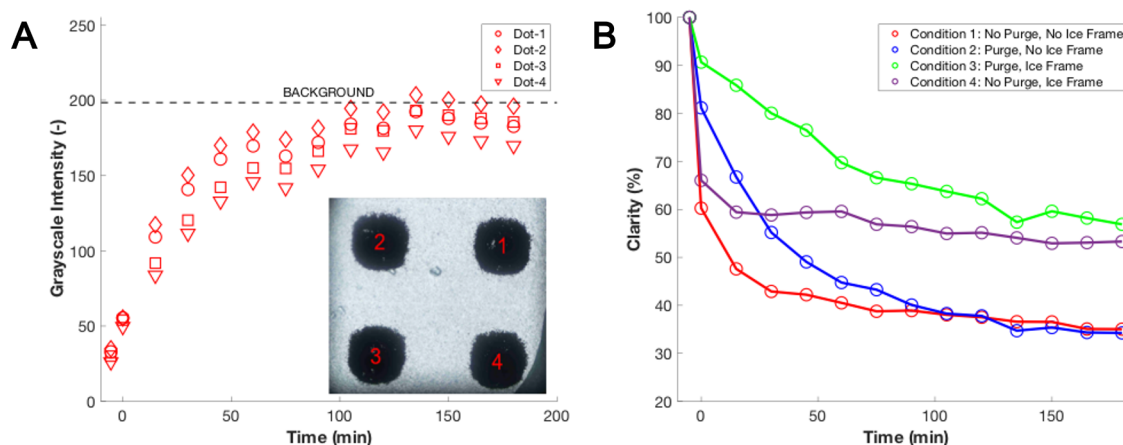 A
Grayscale Intensity (-)
250
200
150
100
50
0
BACKGROUND
Dot-1
Dot-2
Dot-3
Dot-4
2
1
3
4
0
50
100
150
200
Time (min)
B
Clarity (%)
100
90
80
70
60
50
40
30
20
Condition 1: No Purge, No Ice Frame
Condition 2: Purge, No Ice Frame
Condition 3: Purge, Ice Frame
Condition 4: No Purge, Ice Frame
0
50
100
150
Time (min)